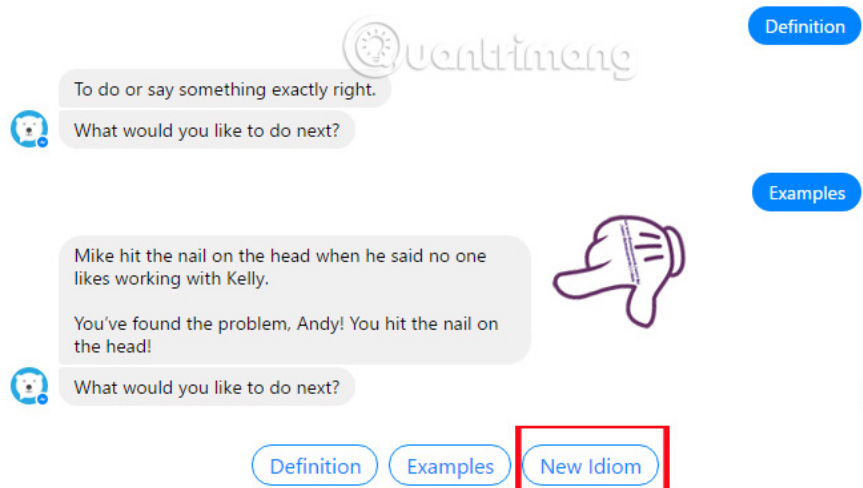 Definition
Quantrimang
To do or say something exactly right.
What would you like to do next?
Examples
Mike hit the nail on the head when he said no one
likes working with Kelly.
You've found the problem, Andy! You hit the nail on
the head!
What would you like to do next?
Definition Examples New Idiom